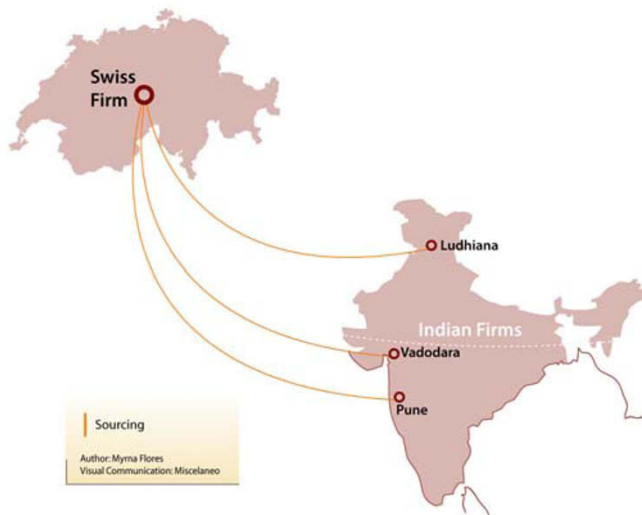 Swiss
Firm
Ludhiana
Indian Firms
Vadodara
Pune
Sourcing
Author: Myrna Flores
Visual Communication: Miscelaneo